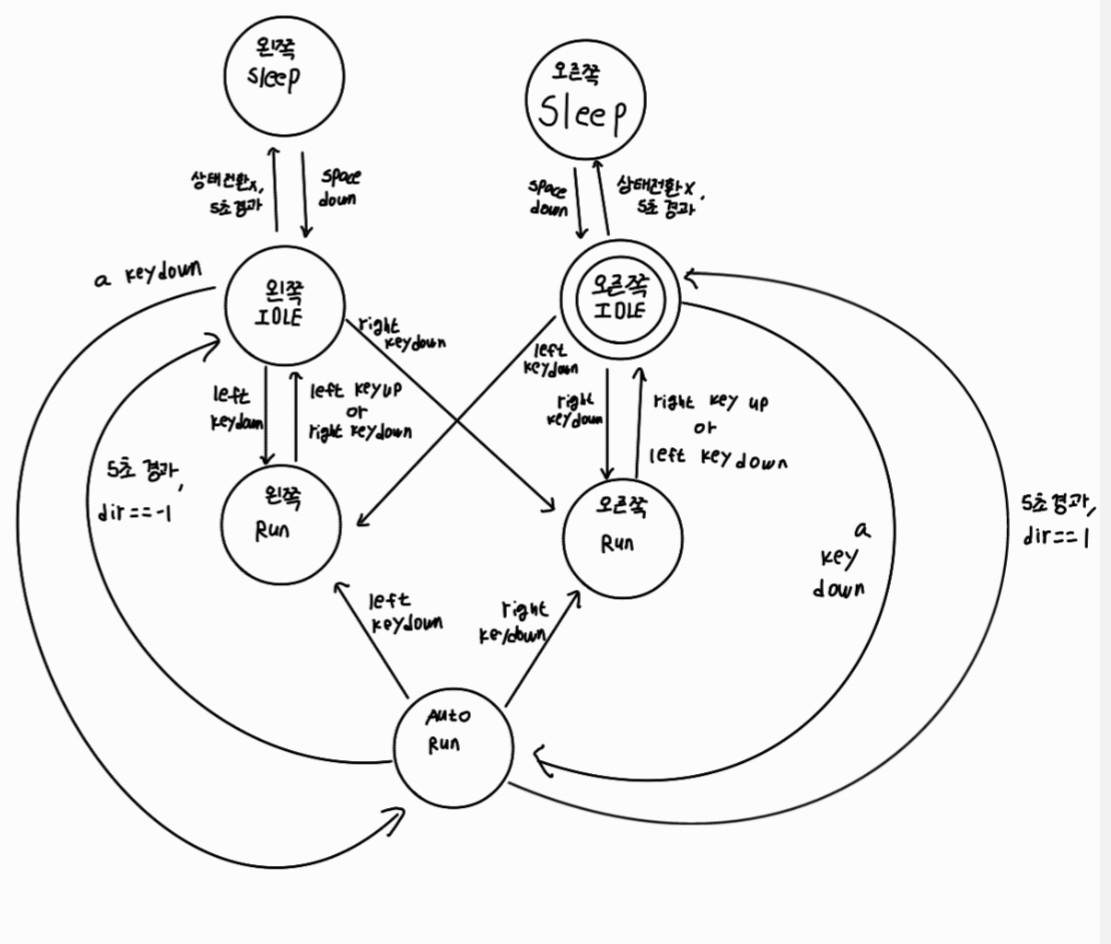 왼쪽
sleep
오른쪽
Sleep
상태전환x,
5초 경과
space
down
space
down
상태전환x,
5초 경과
a keydown
왼쪽
IDLE
오른쪽
IDLE
right
keydown
left
keydown
left
keydown
left keyup
or
right keydown
right
keydown
right key up
or
left key down
5초 경과,
dir==-1
왼쪽
Run
오른쪽
Run
a
key
down
5초경과,
dir==1
left
keydown
right
keydown
Auto
Run